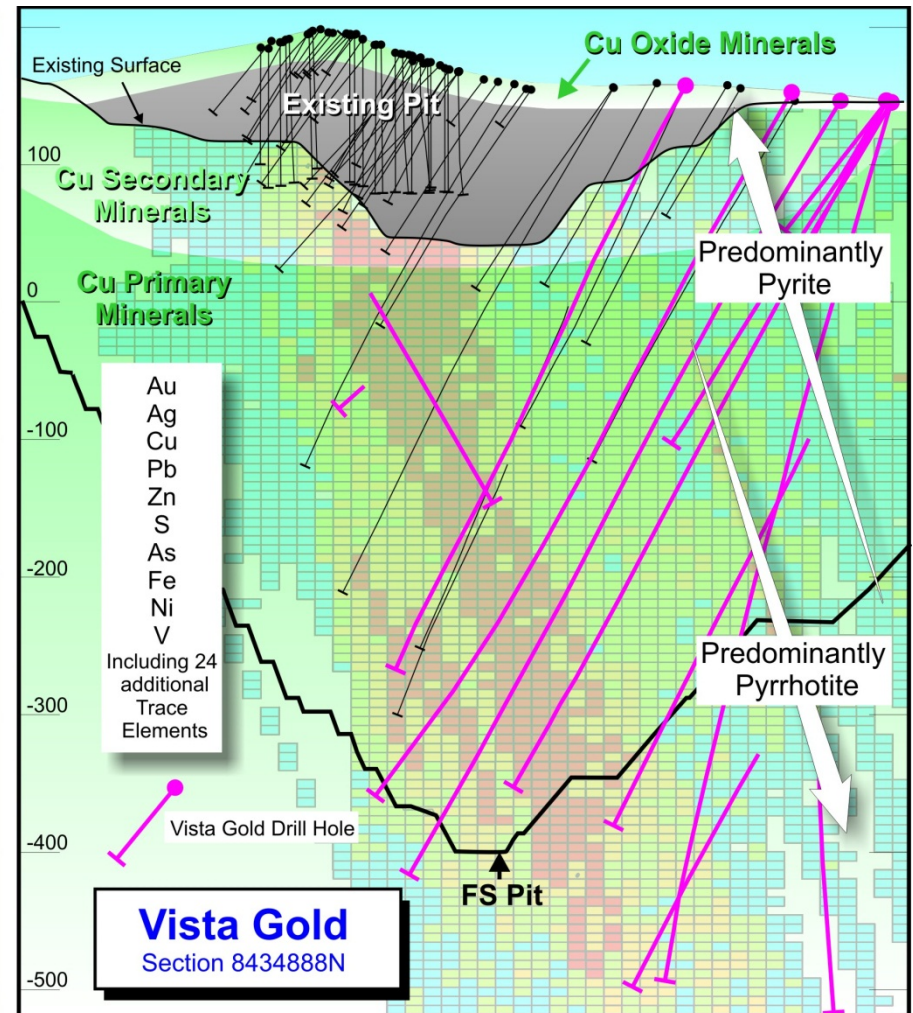 Cu Oxide Minerals
Existing Surface
Existing Pit
100
Cu Secondary
Minerals
Predominantly
Pyrite
Cu Primary
Minerals
0
Au
Ag
Cu
Pb
Zn
S
As
Fe
Ni
V
Including 24
additional
Trace
Elements
-100
-200
Predominantly
Pyrrhotite
-300
Vista Gold Drill Hole
-400
FS Pit
Vista Gold
Section 8434888N
-500